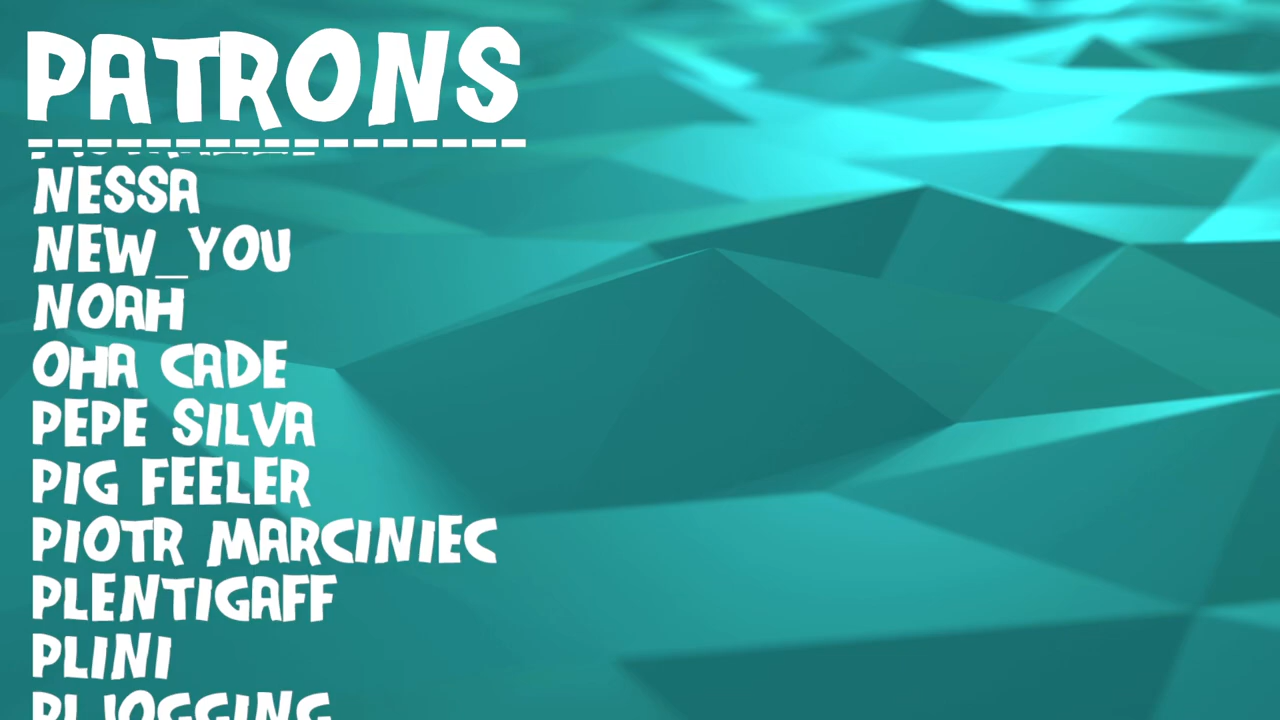 PATRONS
NESSA
NEW_YOU
NOAH
OHA CADE
PEPE SILVA
PIG FEELER
PIOTR MARCINIEC
PLENTIGAFF
PLINI